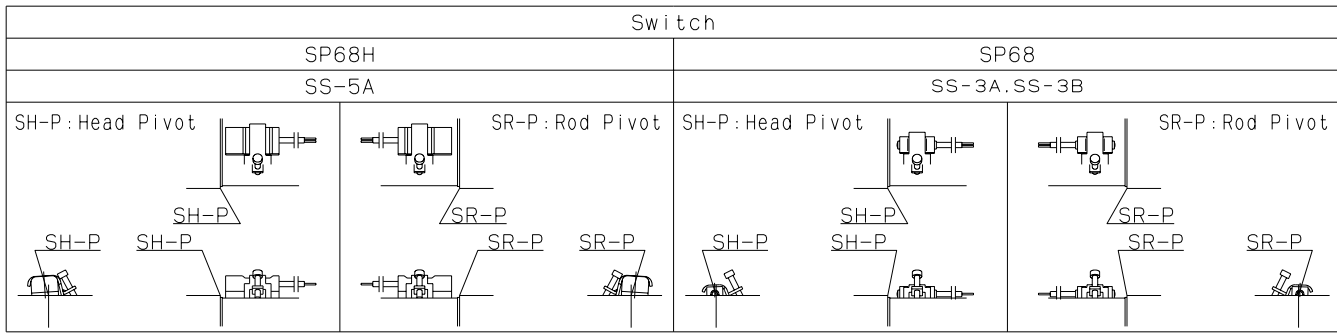 Switch
SP68H
SP68
SS-5A
SS-3A.SS-3B
SH-P:Head Pivot
SR-P:Rod Pivot
SH-P:Head Pivot
SR-P:Rod Pivot
SH-P
SR-P
SH-P
SR-P
SH-P
SH-P
SR-P
SR-P
SH-P
SH-P
SR-P
SR-P